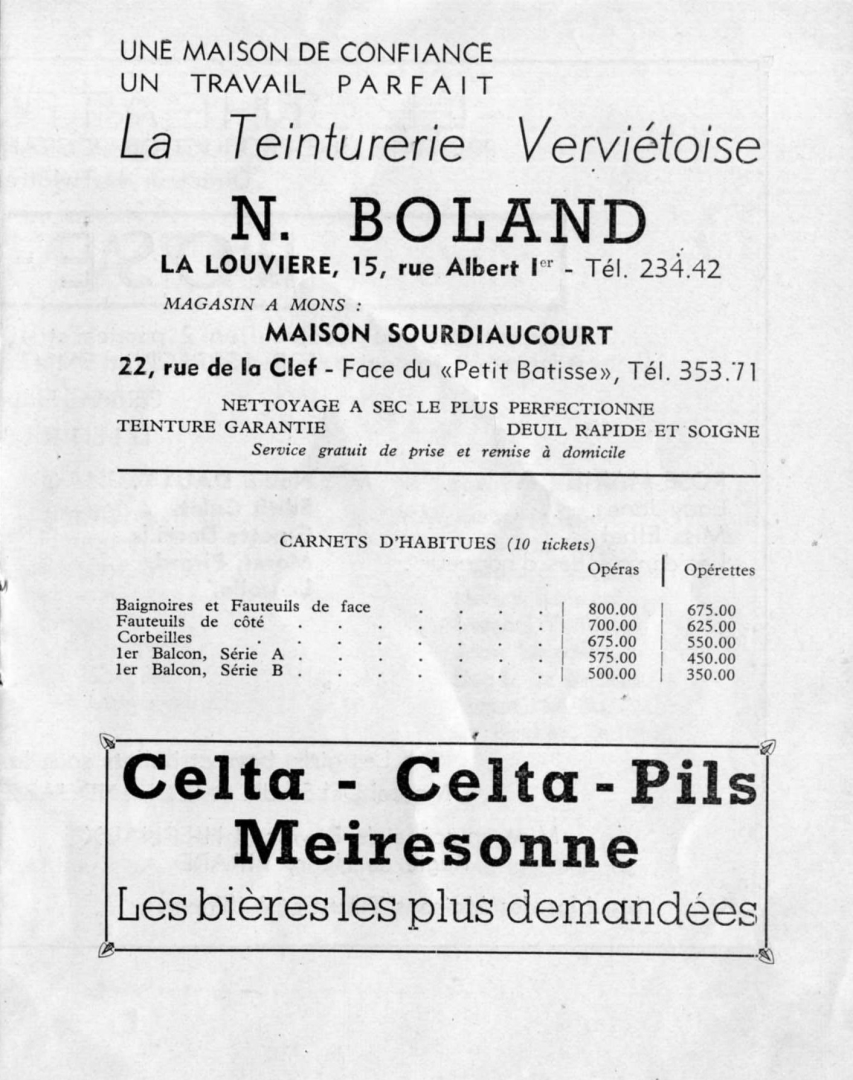 UNE MAISON DE CONFIANCE
UN TRAVAIL PARFAIT
La Teinturerie Verviétoise
N. BOLAND
LA LOUVIERE, 15, rue Albert Ier - Tél. 234.42
MAGASIN A MONS :
MAISON SOURDIAUCOURT
22, rue de la Clef - Face du «Petit Batisse», Tél. 353.71
NETTOYAGE A SEC LE PLUS PERFECTIONNE
TEINTURE GARANTIE DEUIL RAPIDE ET SOIGNE
Service gratuit de prise et remise à domicile
CARNETS D'HABITUES (10 tickets)
Opéras | Opérettes
Baignoires et Fauteuils de face . . . . | 800.00 | 675.00
Fauteuils de côté . . . . . . . | 700.00 | 625.00
Corbeilles . . . . . . . . | 675.00 | 550.00
1er Balcon, Série A . . . . . . . | 575.00 | 450.00
1er Balcon, Série B . . . . . . . | 500.00 | 350.00
Celta - Celta - Pils
Meiresonne
Les bières les plus demandées